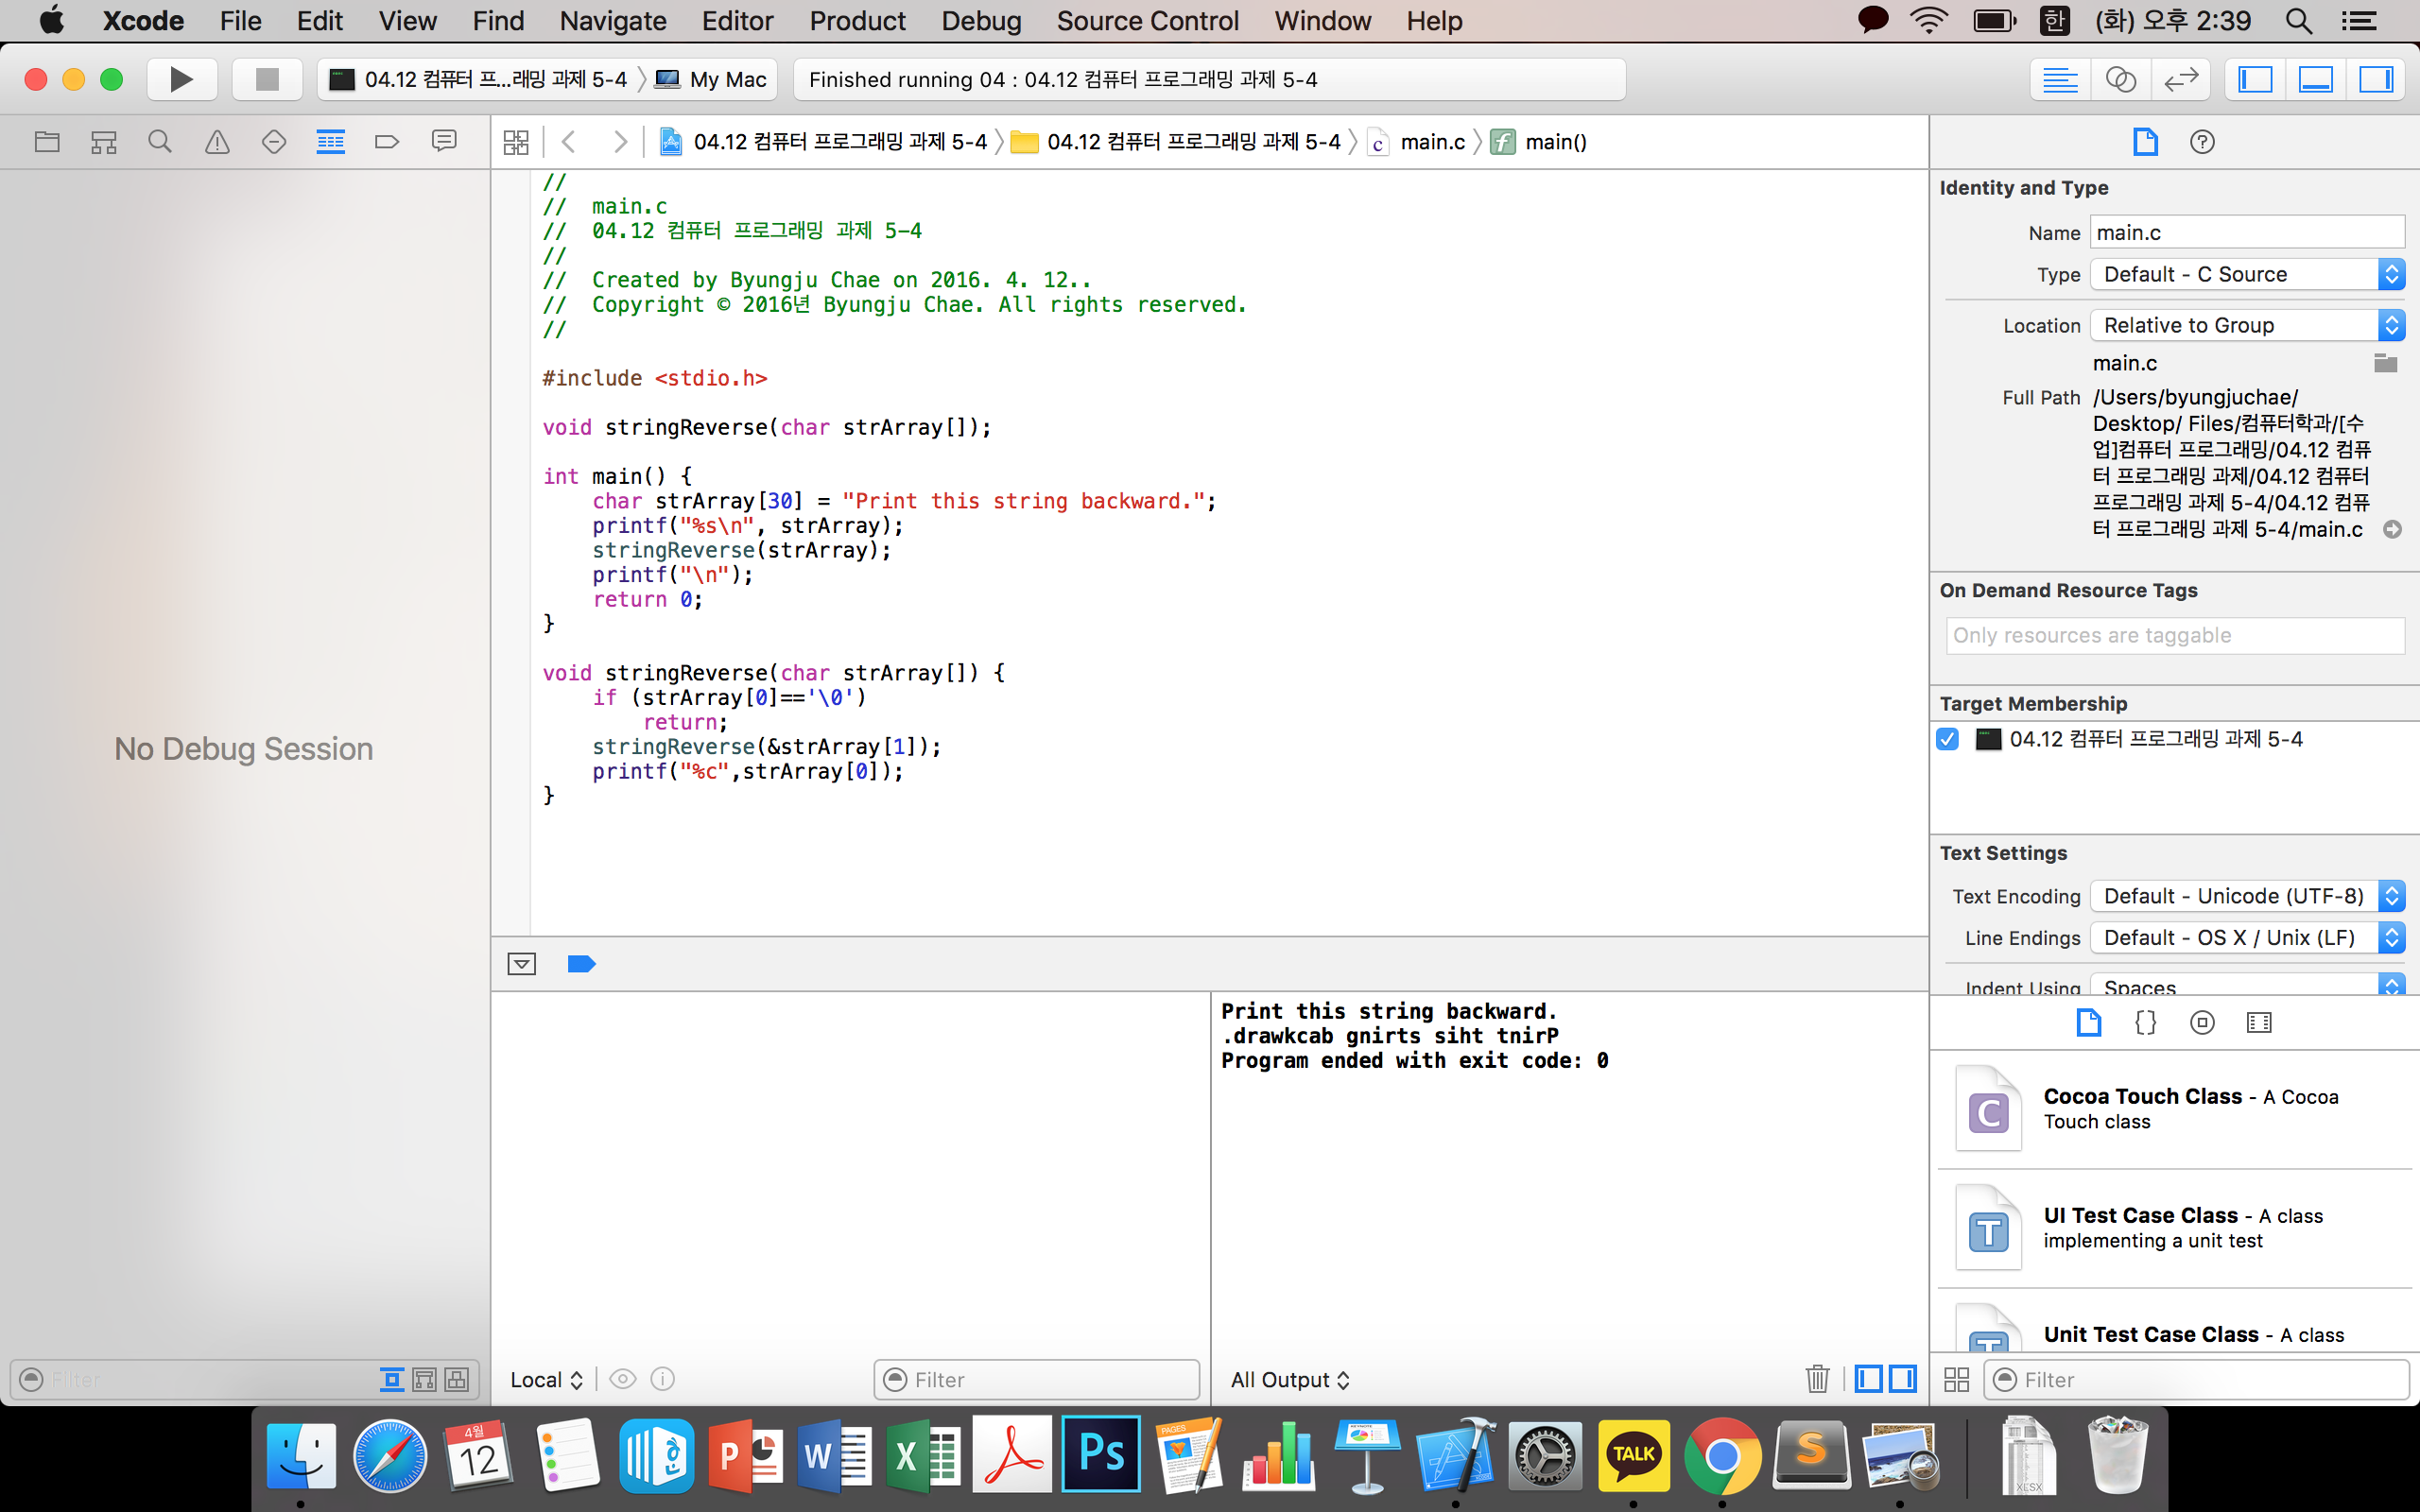 Xcode File Edit View Find Navigate Editor Product Debug Source Control Window Help 한 (화) 오후 2:39
04.12 컴퓨터 프...래밍 과제 5-4 My Mac Finished running 04 : 04.12 컴퓨터 프로그래밍 과제 5-4
04.12 컴퓨터 프로그래밍 과제 5-4 04.12 컴퓨터 프로그래밍 과제 5-4 c main.c f main()
No Debug Session
Filter
//
//  main.c
//  04.12 컴퓨터 프로그래밍 과제 5-4
//
//  Created by Byungju Chae on 2016. 4. 12..
//  Copyright © 2016년 Byungju Chae. All rights reserved.
//
#include <stdio.h>
void stringReverse(char strArray[]);
int main() {
    char strArray[30] = "Print this string backward.";
    printf("%s\n", strArray);
    stringReverse(strArray);
    printf("\n");
    return 0;
}
void stringReverse(char strArray[]) {
    if (strArray[0]=='\0')
        return;
    stringReverse(&strArray[1]);
    printf("%c",strArray[0]);
}
Local Filter
Print this string backward.
.drawkcab gnirts siht tnirP
Program ended with exit code: 0
All Output
Identity and Type
Name main.c
Type Default - C Source
Location Relative to Group
main.c
Full Path /Users/byungjuchae/
Desktop/ Files/컴퓨터학과/[수
업]컴퓨터 프로그래밍/04.12 컴퓨
터 프로그래밍 과제/04.12 컴퓨터
프로그래밍 과제 5-4/04.12 컴퓨
터 프로그래밍 과제 5-4/main.c
On Demand Resource Tags
Only resources are taggable
Target Membership
04.12 컴퓨터 프로그래밍 과제 5-4
Text Settings
Text Encoding Default - Unicode (UTF-8)
Line Endings Default - OS X / Unix (LF)
Indent Using Spaces
{}
C Cocoa Touch Class - A Cocoa
Touch class
T UI Test Case Class - A class
implementing a unit test
T Unit Test Case Class - A class
Filter
4월
12
P W X Ps PAGES TALK S XLSX